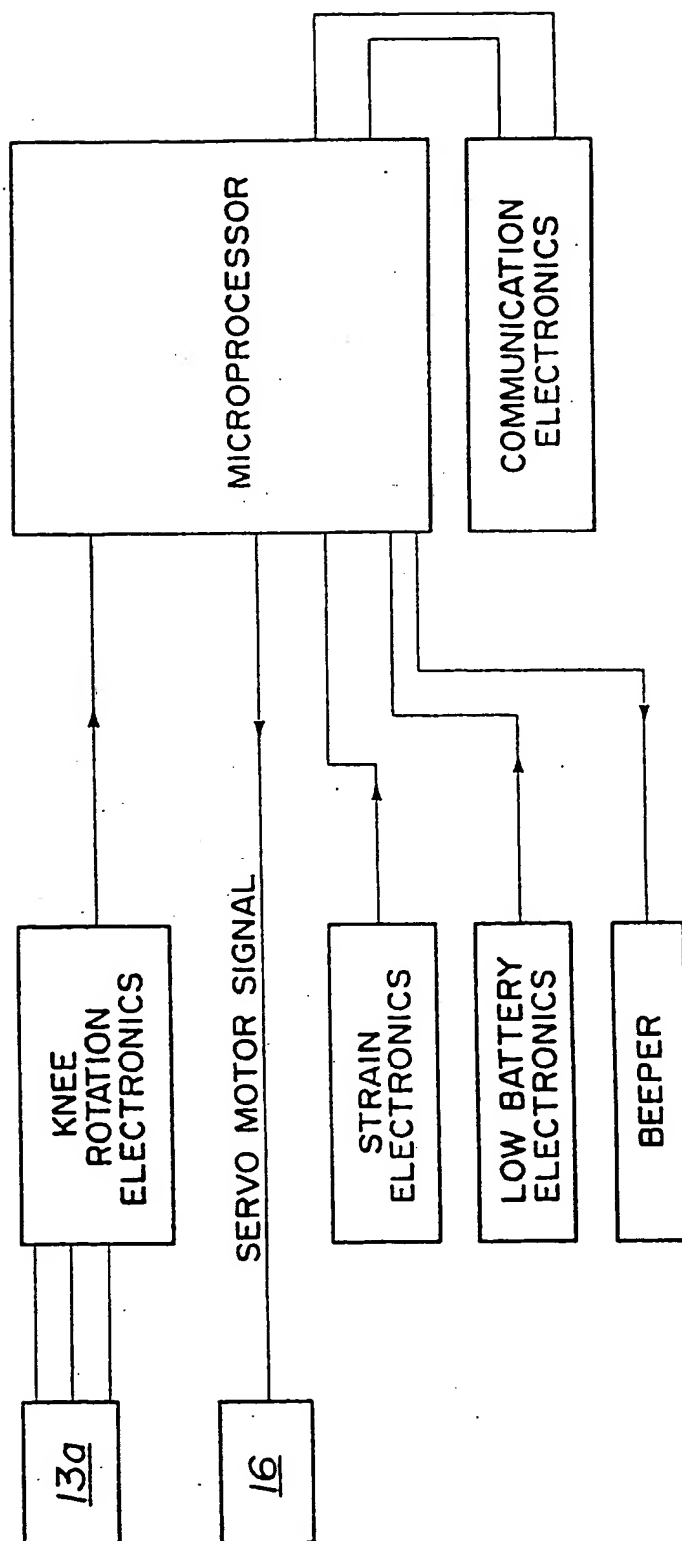 13a
KNEE
ROTATION
ELECTRONICS
MICROPROCESSOR
16
SERVO MOTOR SIGNAL
STRAIN
ELECTRONICS
LOW BATTERY
ELECTRONICS
BEEPER
COMMUNICATION
ELECTRONICS